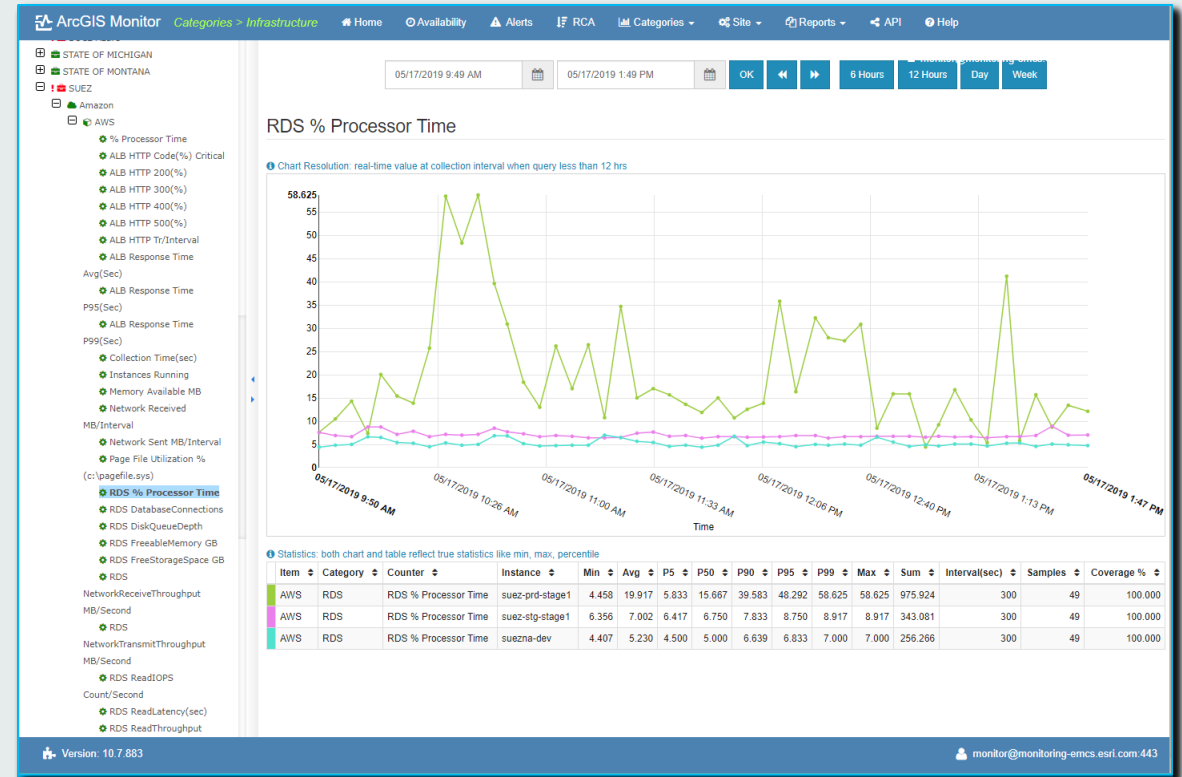 ArcGIS Monitor Categories > Infrastructure Home Availability Alerts RCA Categories Site Reports API Help
STATE OF MICHIGAN
STATE OF MONTANA
SUEZ
Amazon
AWS
% Processor Time
ALB HTTP Code(%) Critical
ALB HTTP 200(%)
ALB HTTP 300(%)
ALB HTTP 400(%)
ALB HTTP 500(%)
ALB HTTP Tr/Interval
ALB Response Time
Avg(Sec)
ALB Response Time
P95(Sec)
ALB Response Time
P99(Sec)
Collection Time(sec)
Instances Running
Memory Available MB
Network Received
MB/Interval
Network Sent MB/Interval
Page File Utilization %
(c:\pagefile.sys)
RDS % Processor Time
RDS DatabaseConnections
RDS DiskQueueDepth
RDS FreeableMemory GB
RDS FreeStorageSpace GB
RDS
NetworkReceiveThroughput
MB/Second
RDS
NetworkTransmitThroughput
MB/Second
RDS ReadIOPS
Count/Second
RDS ReadLatency(sec)
RDS ReadThroughput
05/17/2019 9:49 AM 05/17/2019 1:49 PM OK 6 Hours 12 Hours Day Week
RDS % Processor Time
Chart Resolution: real-time value at collection interval when query less than 12 hrs
58.625
55
50
45
40
35
30
25
20
15
10
5
0
05/17/2019 9:50 AM 05/17/2019 10:26 AM 05/17/2019 11:00 AM 05/17/2019 11:33 AM 05/17/2019 12:06 PM 05/17/2019 12:40 PM 05/17/2019 1:13 PM 05/17/2019 1:47 PM
Time
Statistics: both chart and table reflect true statistics like min, max, percentile
Item Category Counter Instance Min Avg P5 P50 P90 P95 P99 Max Sum Interval(sec) Samples Coverage %
AWS RDS RDS % Processor Time suez-prd-stage1 4.458 19.917 5.833 15.667 39.583 48.292 58.625 58.625 975.924 300 49 100.000
AWS RDS RDS % Processor Time suez-stg-stage1 6.356 7.002 6.417 6.750 7.833 8.750 8.917 8.917 343.081 300 49 100.000
AWS RDS RDS % Processor Time suezna-dev 4.407 5.230 4.500 5.000 6.639 6.833 7.000 7.000 256.266 300 49 100.000
Version: 10.7.883 monitor@monitoring-emcs.esri.com:443